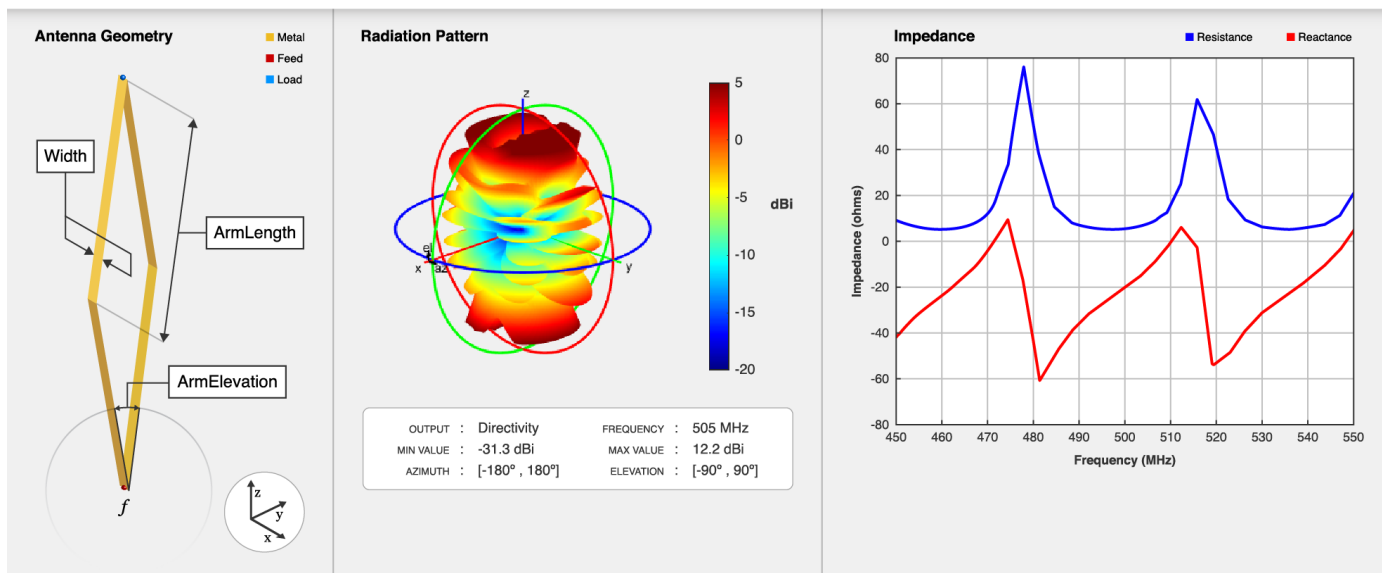 Antenna Geometry
Metal
Feed
Load
Width
ArmLength
ArmElevation
f
z
y
x
Radiation Pattern
z
el
x
az
y
5
0
-5
-10
-15
-20
dBi
OUTPUT : Directivity FREQUENCY : 505 MHz
MIN VALUE : -31.3 dBi MAX VALUE : 12.2 dBi
AZIMUTH : [-180° , 180°] ELEVATION : [-90° , 90°]
Impedance
Resistance
Reactance
Impedance (ohms)
80
60
40
20
0
-20
-40
-60
-80
450 460 470 480 490 500 510 520 530 540 550
Frequency (MHz)